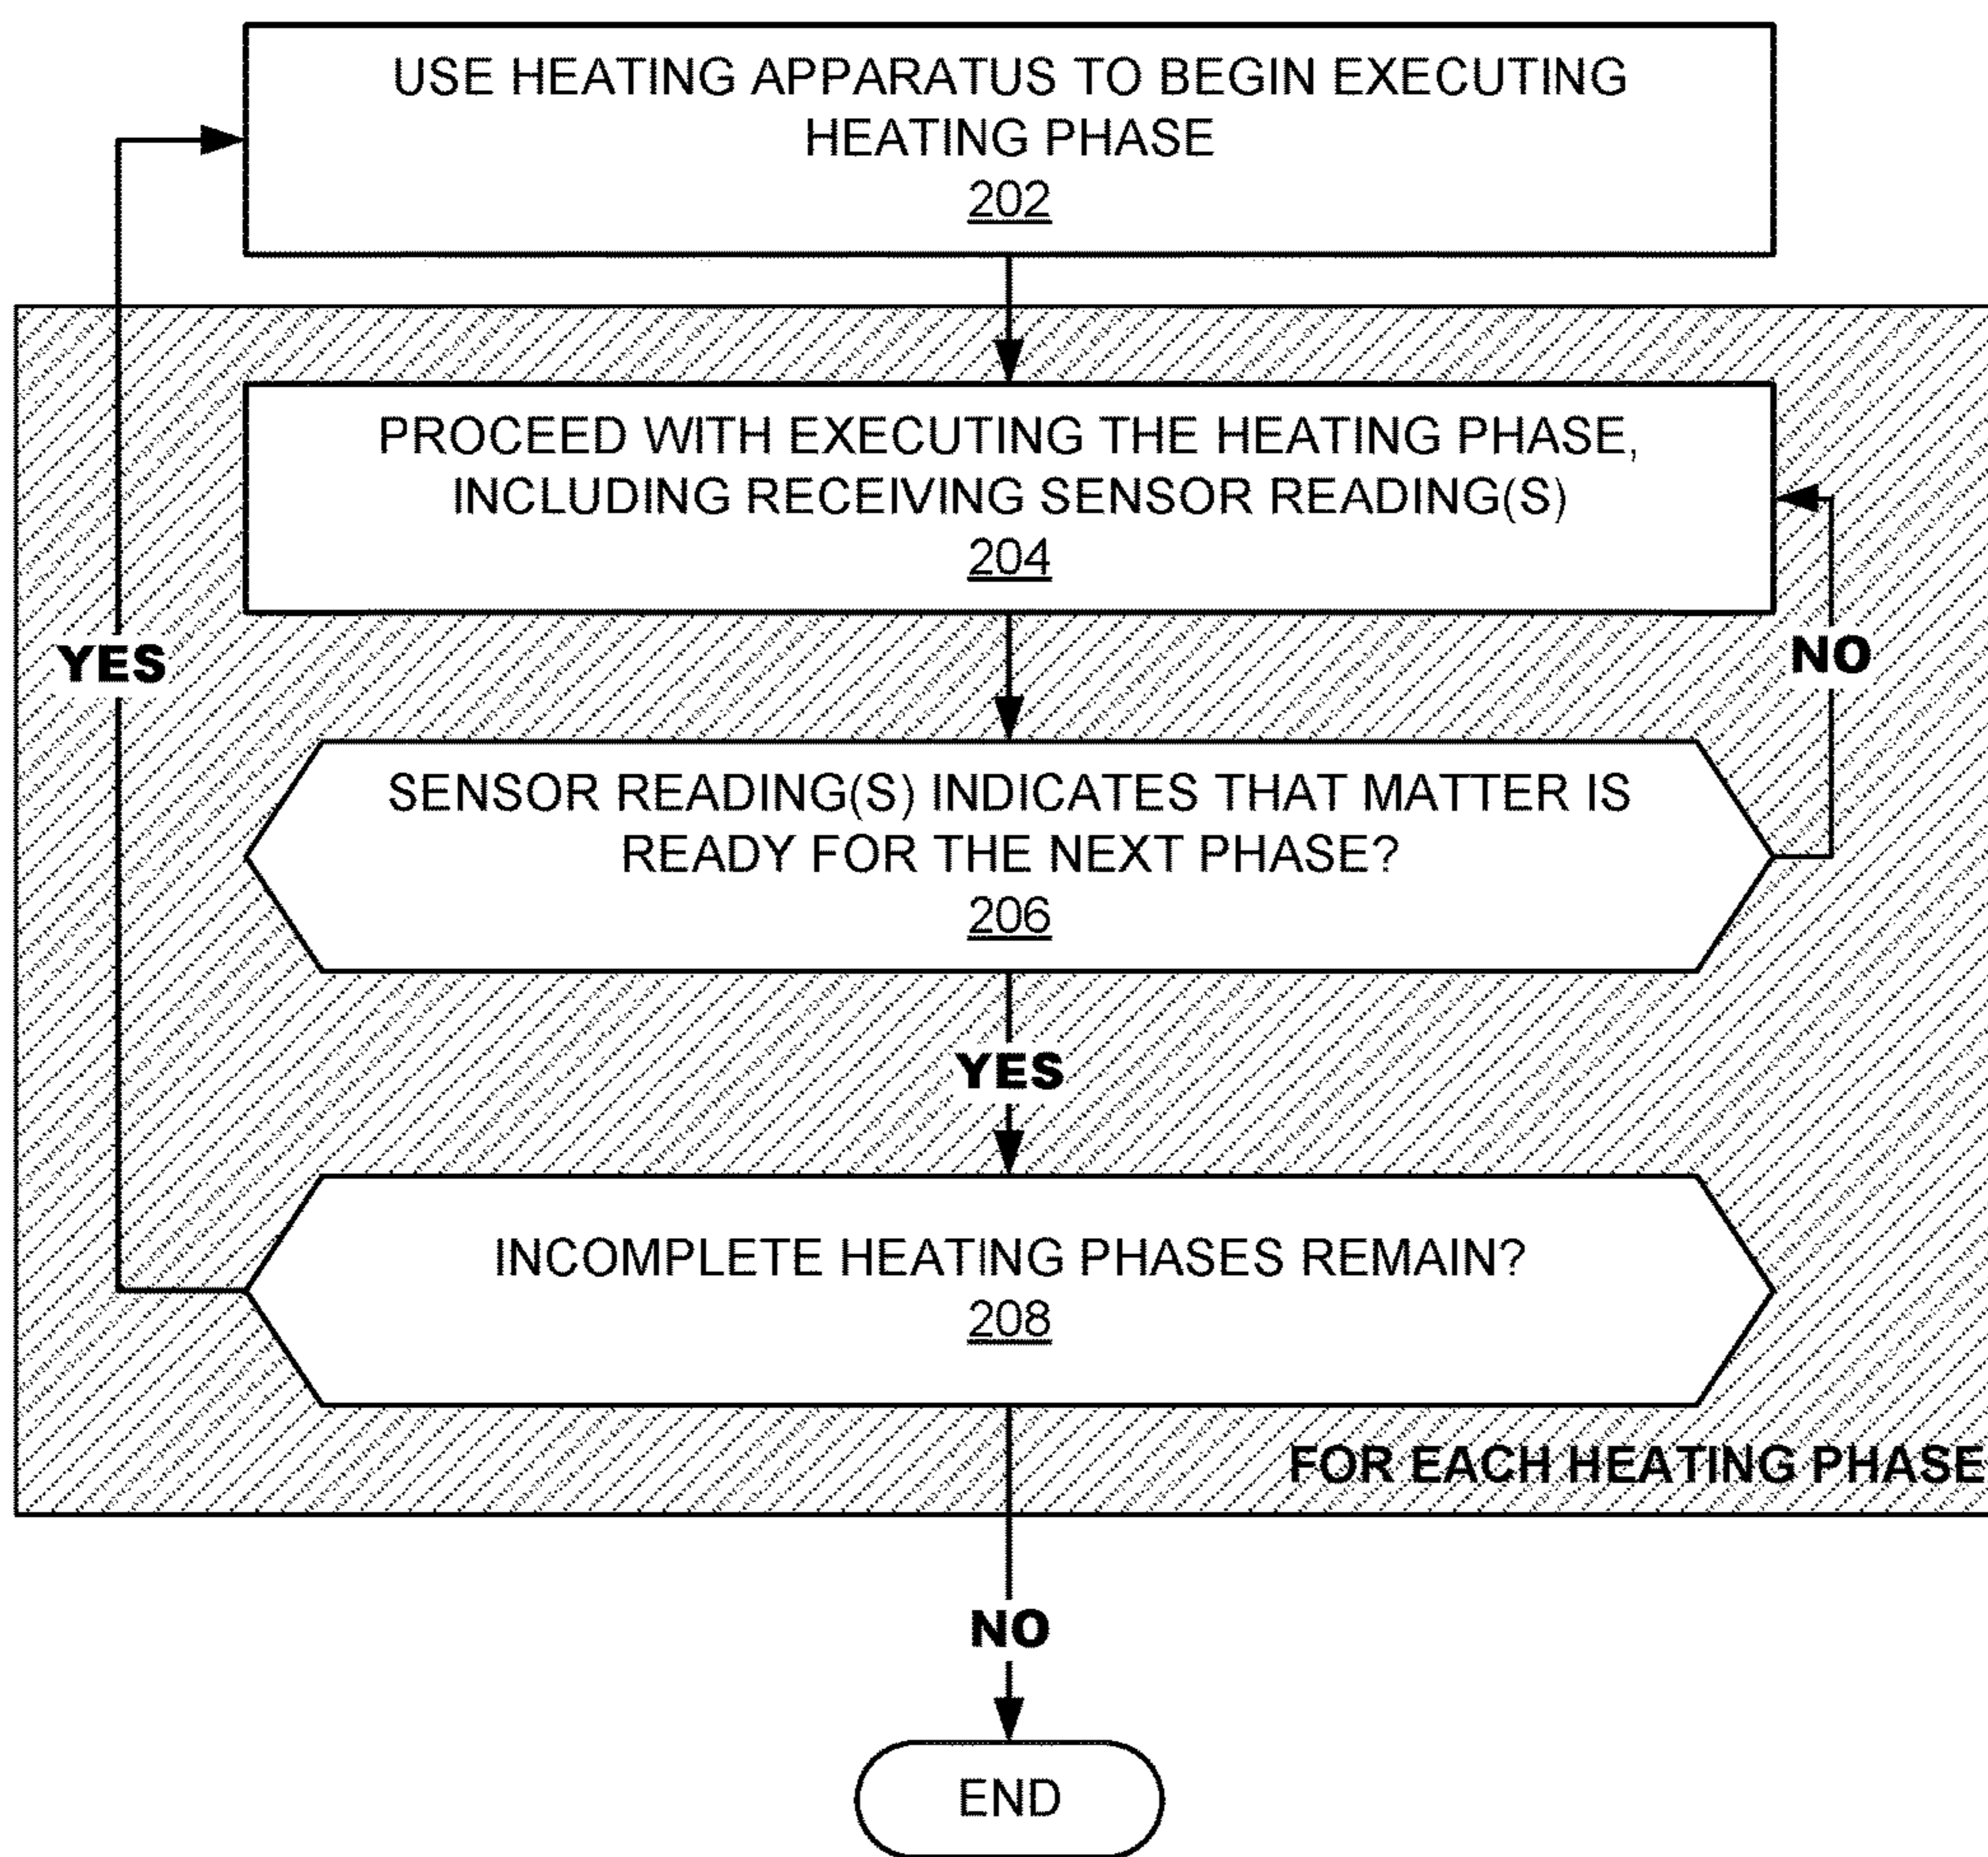 USE HEATING APPARATUS TO BEGIN EXECUTING
HEATING PHASE
202
PROCEED WITH EXECUTING THE HEATING PHASE,
INCLUDING RECEIVING SENSOR READING(S)
204
YES
NO
SENSOR READING(S) INDICATES THAT MATTER IS
READY FOR THE NEXT PHASE?
206
YES
INCOMPLETE HEATING PHASES REMAIN?
208
FOR EACH HEATING PHASE
NO
END